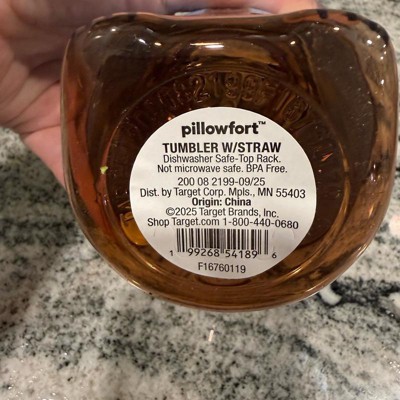 pillowfort™
TUMBLER W/STRAW
Dishwasher Safe-Top Rack.
Not microwave safe. BPA Free.
200 08 2199-09/25
Dist. by Target Corp. Mpls., MN 55403
Origin: China
©2025 Target Brands, Inc.
Shop Target.com 1-800-440-0680
1 99268 54189 6
F16760119